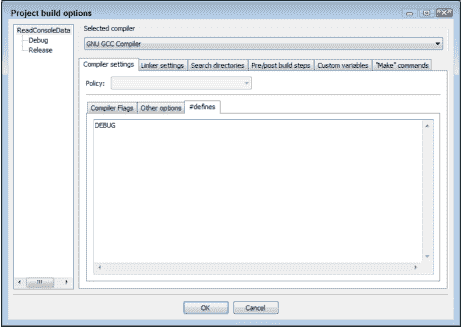 Project build options
ReadConsoleData
Debug
Release
Selected compiler
GNU GCC Compiler
Compiler settings Linker settings Search directories Pre/post build steps Custom variables "Make" commands
Policy:
Compiler Flags Other options #defines
DEBUG
OK Cancel